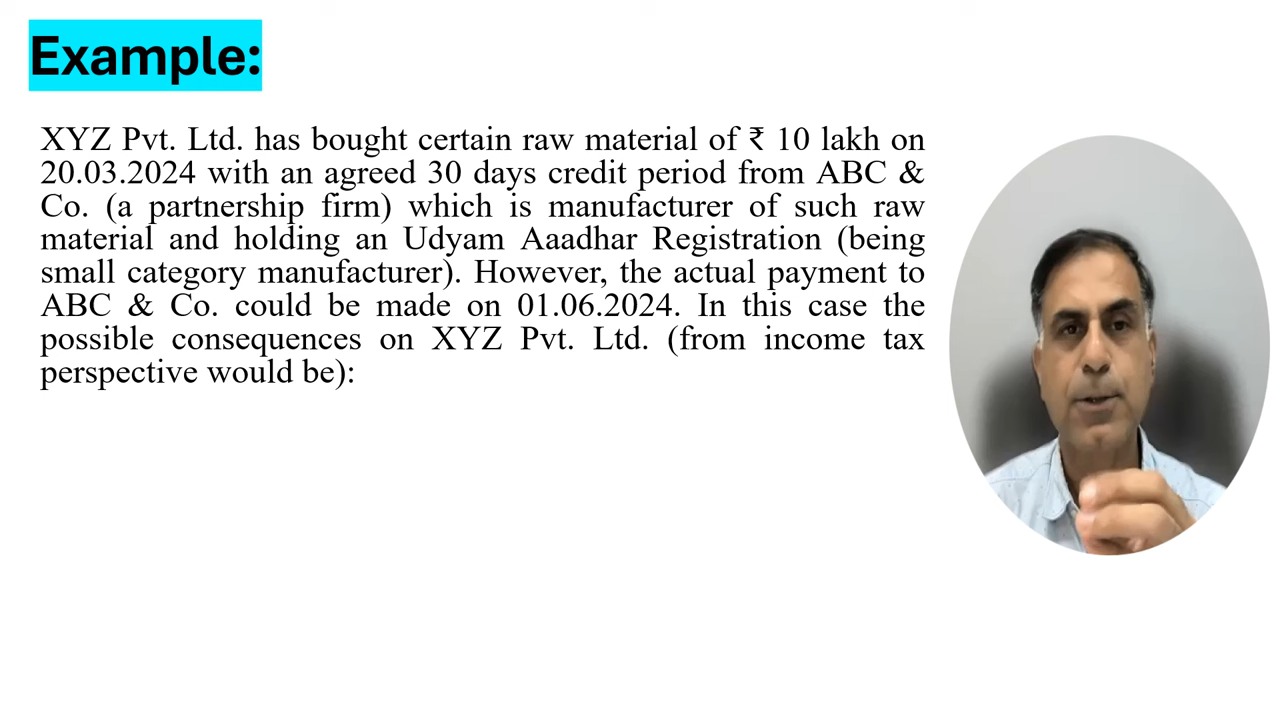 Example:
XYZ Pvt. Ltd. has bought certain raw material of ₹ 10 lakh on
20.03.2024 with an agreed 30 days credit period from ABC &
Co. (a partnership firm) which is manufacturer of such raw
material and holding an Udyam Aaadhar Registration (being
small category manufacturer). However, the actual payment to
ABC & Co. could be made on 01.06.2024. In this case the
possible consequences on XYZ Pvt. Ltd. (from income tax
perspective would be):